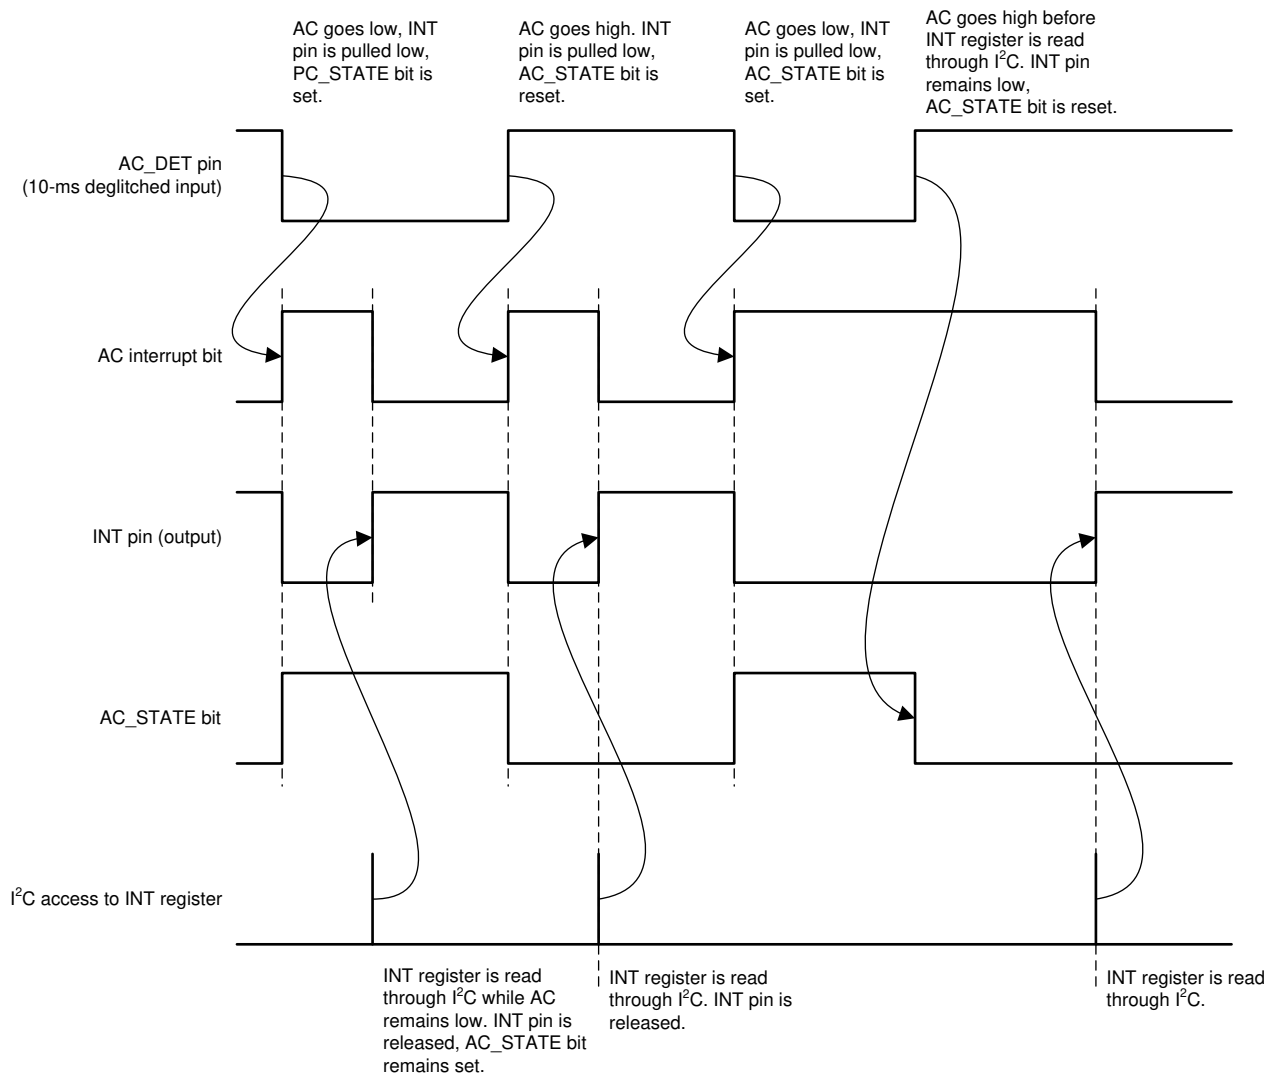 AC goes low, INT
pin is pulled low,
PC_STATE bit is
set.
AC goes high. INT
pin is pulled low,
AC_STATE bit is
reset.
AC goes low, INT
pin is pulled low,
AC_STATE bit is
set.
AC goes high before
INT register is read
through I²C. INT pin
remains low,
AC_STATE bit is reset.
AC_DET pin
(10-ms deglitched input)
AC interrupt bit
INT pin (output)
AC_STATE bit
I²C access to INT register
INT register is read
through I²C while AC
remains low. INT pin is
released, AC_STATE bit
remains set.
INT register is read
through I²C. INT pin is
released.
INT register is read
through I²C.